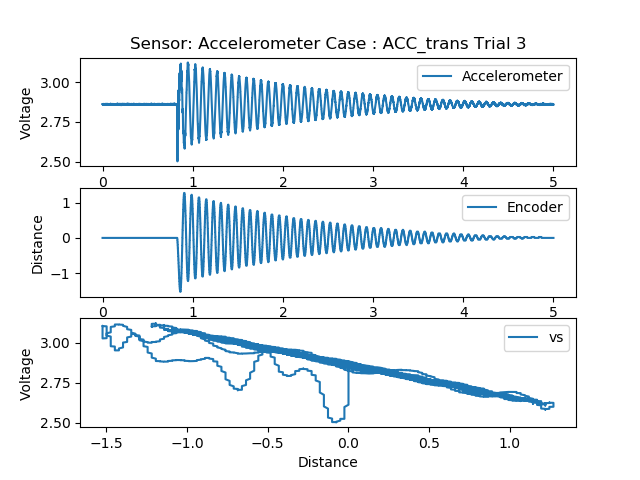 Sensor: Accelerometer Case : ACC_trans Trial 3
Voltage
3.00
2.75
2.50
Accelerometer
0 1 2 3 4 5
Distance
1
0
−1
Encoder
0 1 2 3 4 5
Voltage
3.00
2.75
2.50
vs
−1.5 −1.0 −0.5 0.0 0.5 1.0
Distance